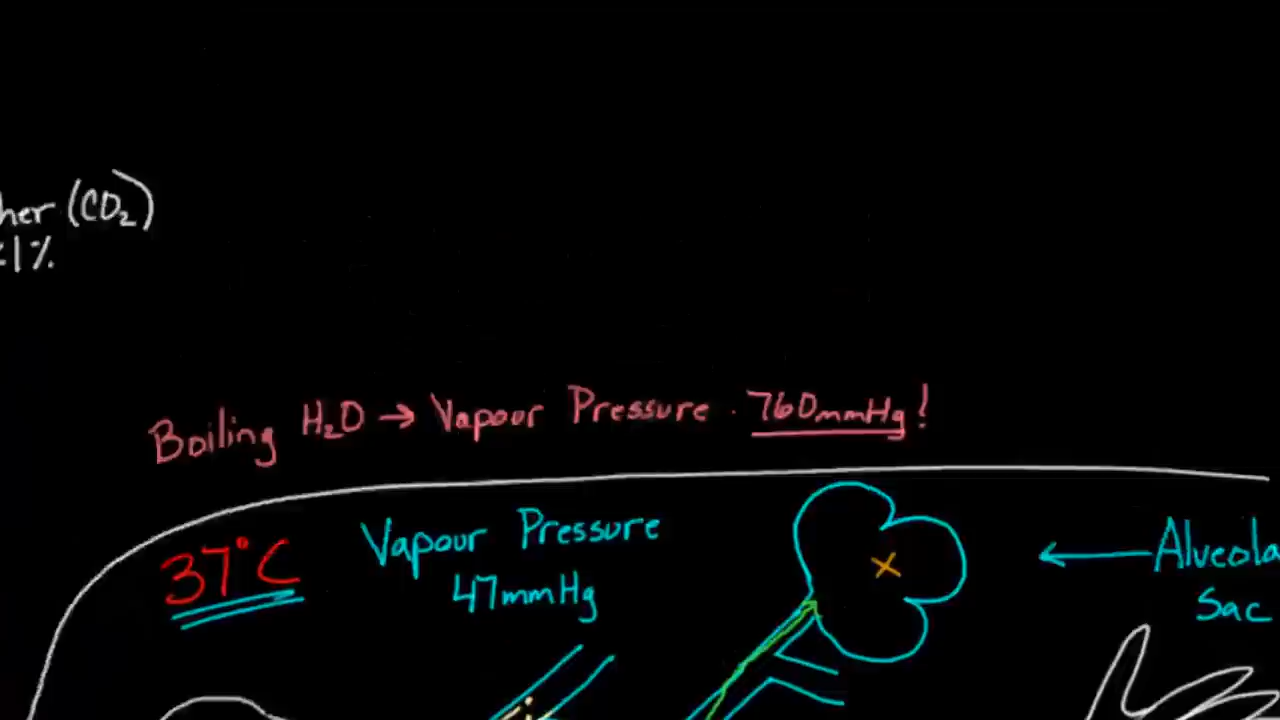 her (CO₂)
<1%
Boiling H₂O → Vapour Pressure · 760mmHg!
37°C
Vapour Pressure
47mmHg
← Alveola
Sac